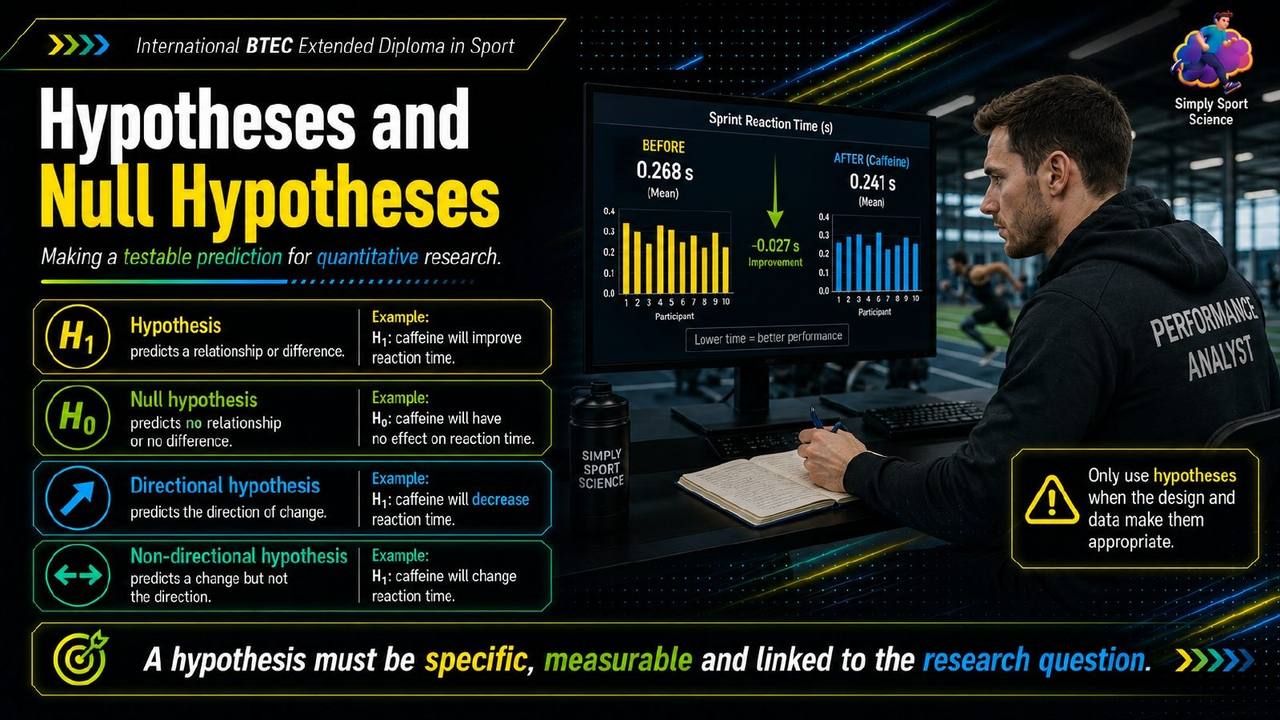 International BTEC Extended Diploma in Sport
Simply Sport
Science
Hypotheses and
Null Hypotheses
Making a testable prediction for quantitative research.
H1
Hypothesis
predicts a relationship or difference.
Example:
H1: caffeine will improve
reaction time.
H0
Null hypothesis
predicts no relationship
or no difference.
Example:
H0: caffeine will have
no effect on reaction time.
Directional hypothesis
predicts the direction of change.
Example:
H1: caffeine will decrease
reaction time.
Non-directional hypothesis
predicts a change but not
the direction.
Example:
H1: caffeine will change
reaction time.
Sprint Reaction Time (s)
BEFORE
0.268 s
(Mean)
0.4
0.3
0.2
0.1
0.0
1 2 3 4 5 6 7 8 9 10
Participant
-0.027 s
Improvement
AFTER (Caffeine)
0.241 s
(Mean)
0.4
0.3
0.2
0.1
0.0
1 2 3 4 5 6 7 8 9 10
Participant
Lower time = better performance
PERFORMANCE
ANALYST
SIMPLY
SPORT
SCIENCE
Only use hypotheses
when the design and
data make them
appropriate.
A hypothesis must be specific, measurable and linked to the research question.